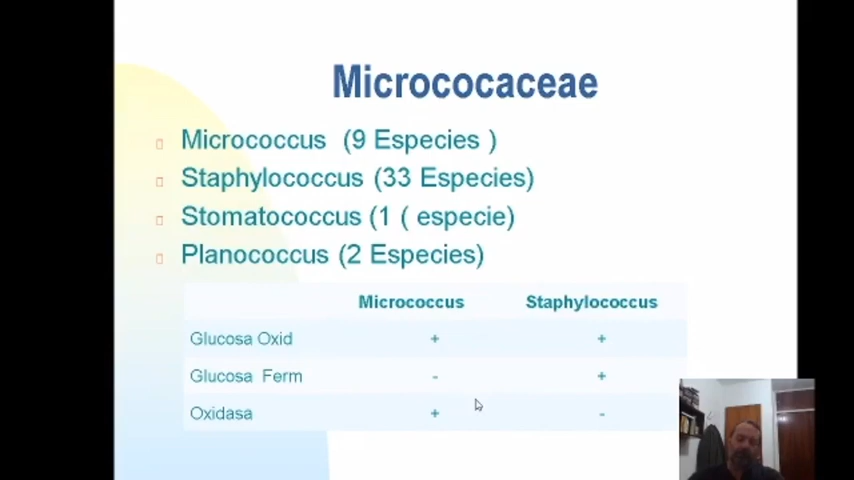 Micrococaceae
Micrococcus (9 Especies )
Staphylococcus (33 Especies)
Stomatococcus (1 ( especie)
Planococcus (2 Especies)
Micrococcus Staphylococcus
Glucosa Oxid + +
Glucosa Ferm - +
Oxidasa + -